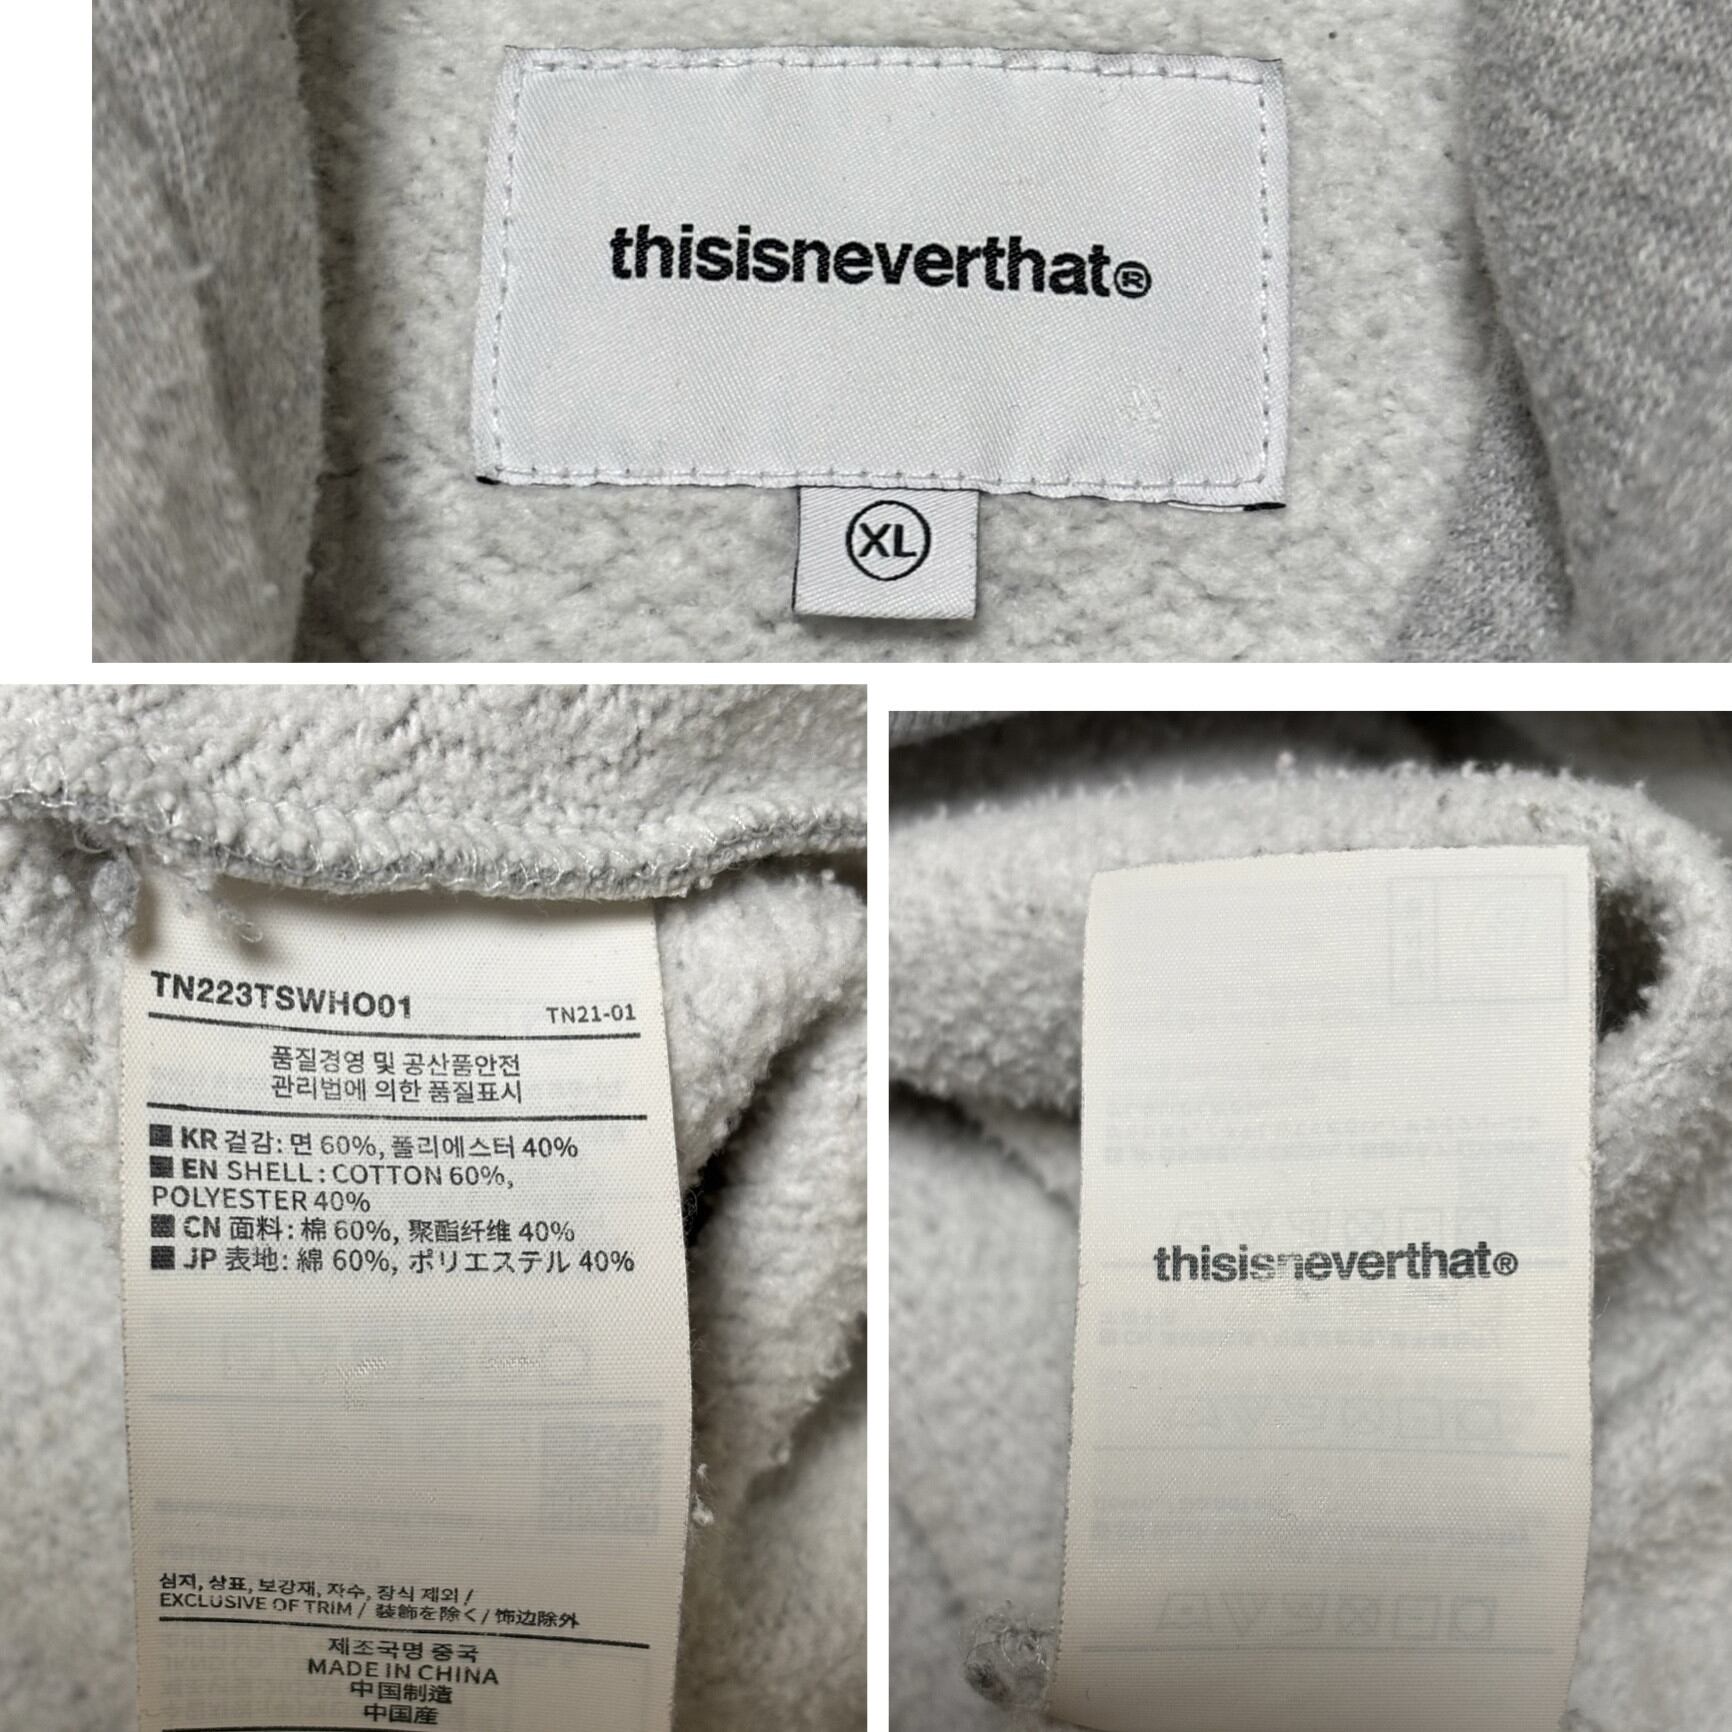 thisisneverthat®
XL
TN223TSWHO01 TN21-01
품질경영 및 공산품안전
관리법에 의한 품질표시
KR 겉감: 면 60%, 폴리에스터 40%
EN SHELL: COTTON 60%,
POLYESTER 40%
CN 面料: 棉 60%, 聚酯纤维 40%
JP 表地: 綿 60%, ポリエステル 40%
심지, 상표, 보강재, 자수, 장식 제외 /
EXCLUSIVE OF TRIM / 装飾を除く/ 饰边除外
제조국명 중국
MADE IN CHINA
中国制造
中国産
thisisneverthat®